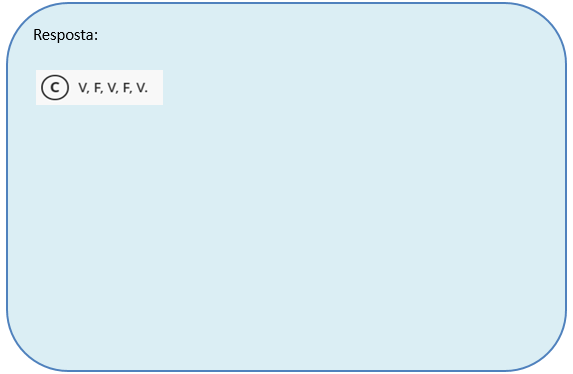 Resposta:
C V, F, V, F, V.